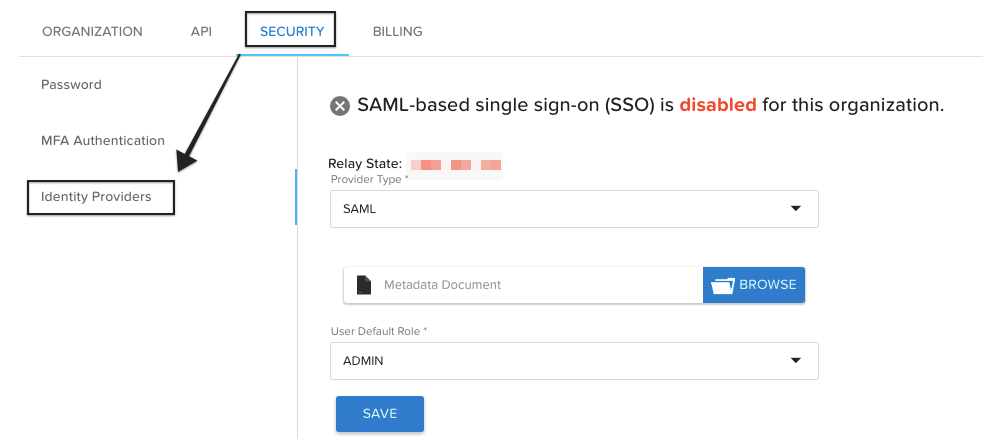 ORGANIZATION API SECURITY BILLING
Password
MFA Authentication
Identity Providers
SAML-based single sign-on (SSO) is disabled for this organization.
Relay State:
Provider Type *
SAML
Metadata Document
BROWSE
User Default Role *
ADMIN
SAVE